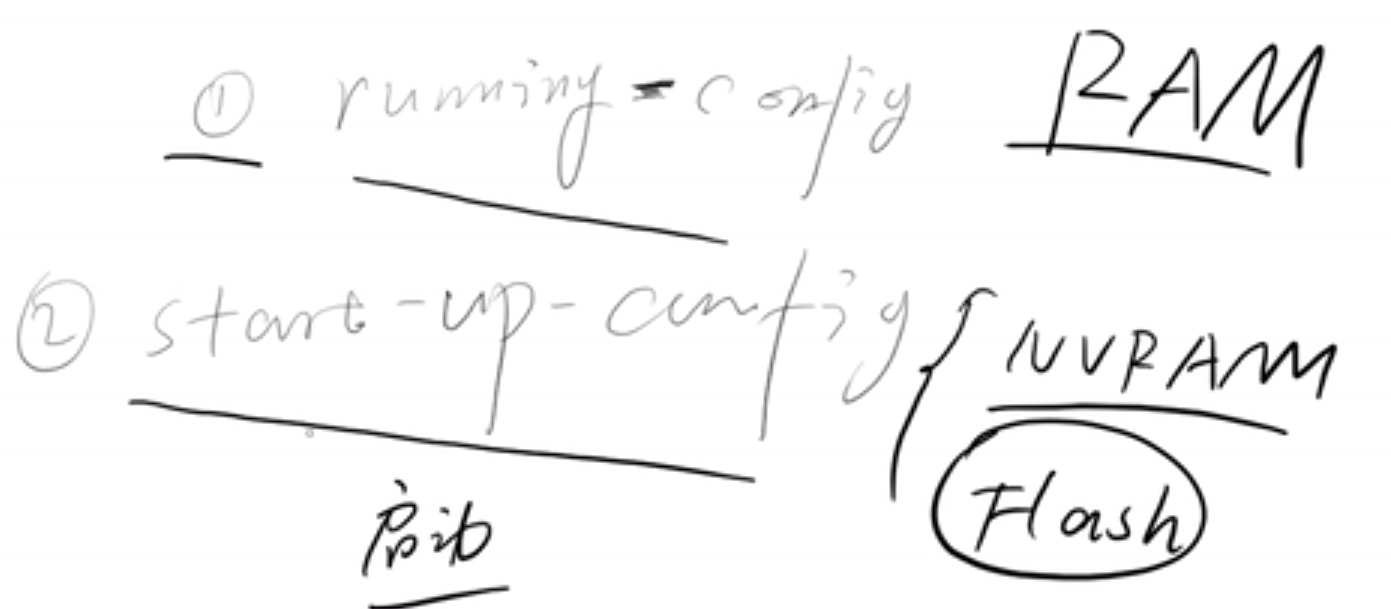 ① running-config RAM
② start-up-config { NVRAM
Flash
启动